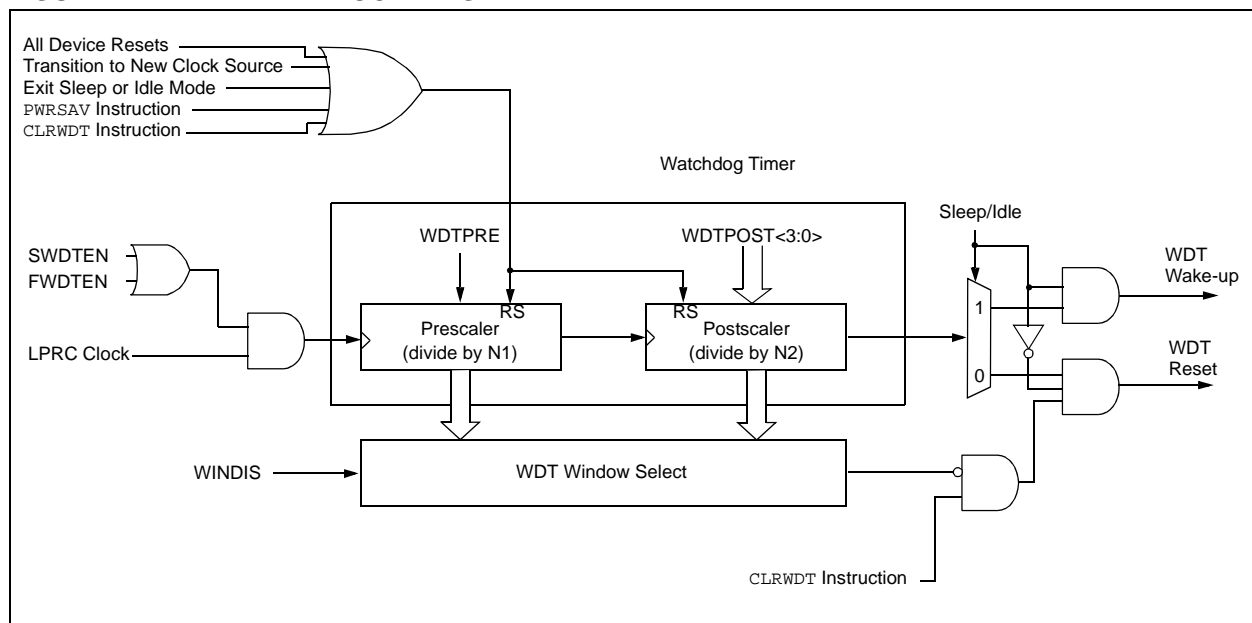 All Device Resets
Transition to New Clock Source
Exit Sleep or Idle Mode
PWRSAV Instruction
CLRWDT Instruction
Watchdog Timer
Sleep/Idle
WDTPRE
WDTPOST<3:0>
SWDTEN
FWDTEN
WDT
Wake-up
RS
RS
1
Prescaler
(divide by N1)
Postscaler
(divide by N2)
LPRC Clock
0
WDT
Reset
WINDIS
WDT Window Select
CLRWDT Instruction